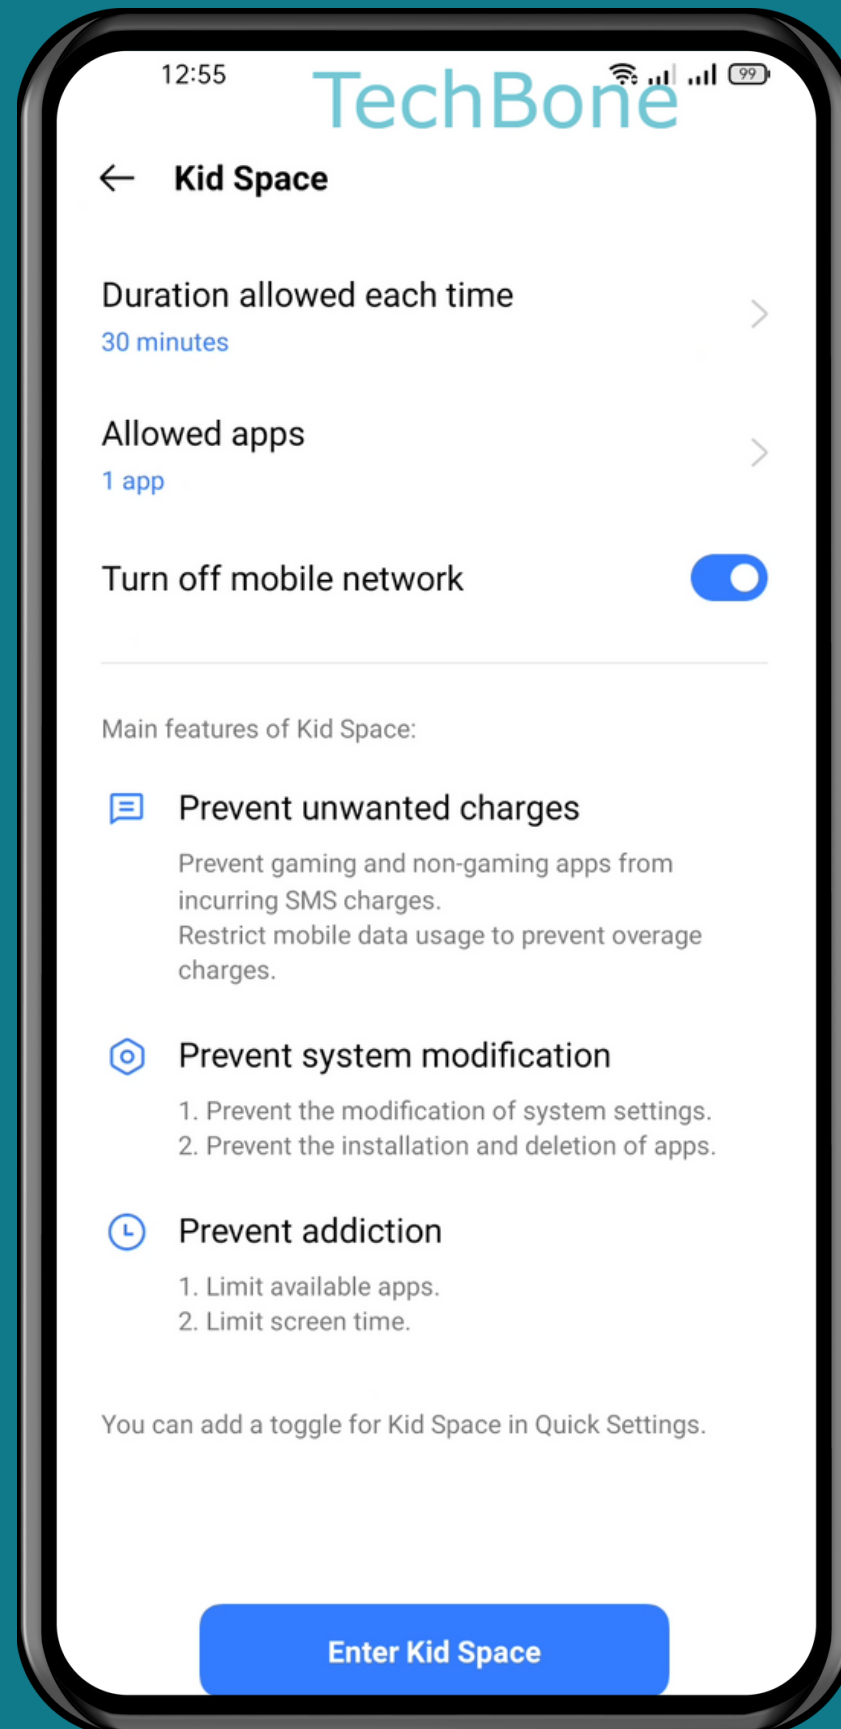 12:55
TechBone
99
Kid Space
Duration allowed each time
30 minutes
Allowed apps
1 app
Turn off mobile network
Main features of Kid Space:
Prevent unwanted charges
Prevent gaming and non-gaming apps from
incurring SMS charges.
Restrict mobile data usage to prevent overage
charges.
Prevent system modification
1. Prevent the modification of system settings.
2. Prevent the installation and deletion of apps.
Prevent addiction
1. Limit available apps.
2. Limit screen time.
You can add a toggle for Kid Space in Quick Settings.
Enter Kid Space